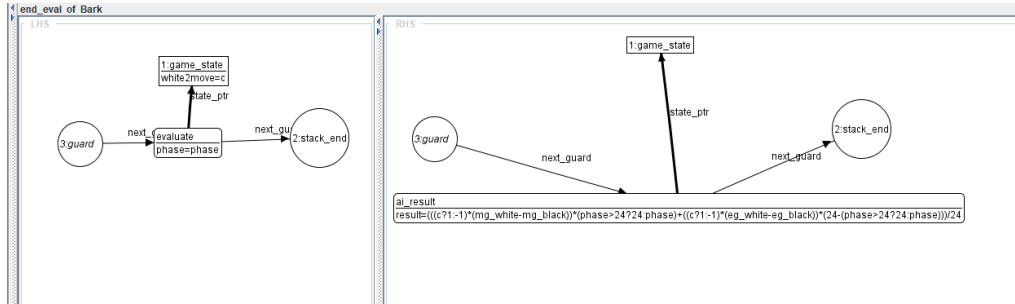 end_eval of Bark
LHS
1:game_state
white2move=c
state_ptr
3:guard
evaluate
phase=phase
2:stack_end
RHS
1:game_state
state_ptr
3:guard
next_guard
next_guard
2:stack_end
ai_result
result=(((c?1:-1)*(mg_white-mg_black))*(phase>24?24:phase)+((c?1:-1)*(eg_white-eg_black))*(24-(phase>24?24:phase)))/24